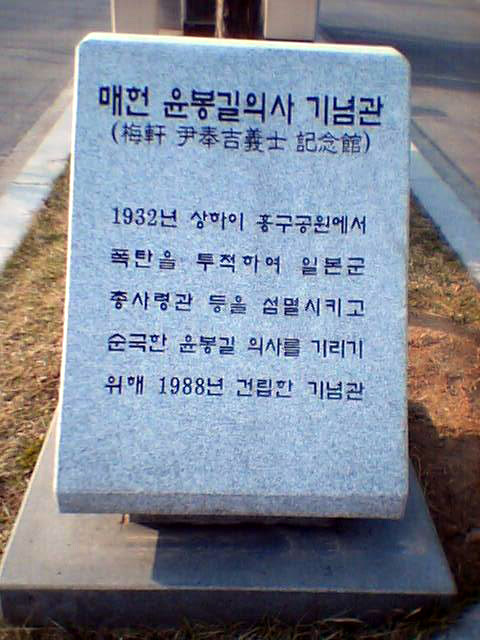 매헌 윤봉길의사 기념관
(梅軒 尹奉吉義士 記念館)
1932년 상하이 홍구공원에서
폭탄을 투척하여 일본군
총사령관 등을 섬멸시키고
순국한 윤봉길 의사를 기리기
위해 1988년 건립한 기념관